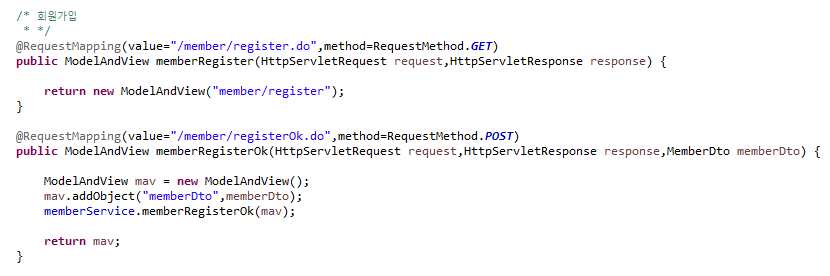 /* 회원가입
 * */
@RequestMapping(value="/member/register.do",method=RequestMethod.GET)
public ModelAndView memberRegister(HttpServletRequest request,HttpServletResponse response) {
    return new ModelAndView("member/register");
}
@RequestMapping(value="/member/registerOk.do",method=RequestMethod.POST)
public ModelAndView memberRegisterOk(HttpServletRequest request,HttpServletResponse response,MemberDto memberDto) {
    ModelAndView mav = new ModelAndView();
    mav.addObject("memberDto",memberDto);
    memberService.memberRegisterOk(mav);
    return mav;
}